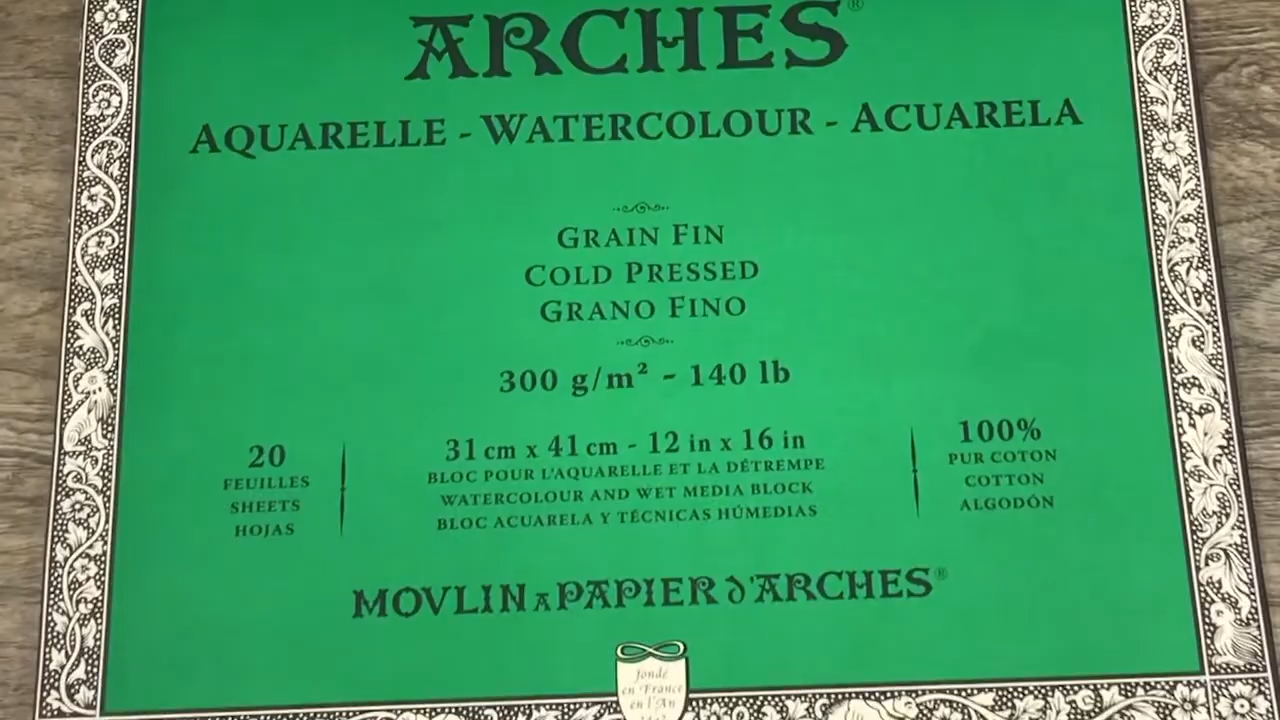 ARCHES®
AQUARELLE - WATERCOLOUR - ACUARELA
GRAIN FIN
COLD PRESSED
GRANO FINO
300 g/m² - 140 lb
20
FEUILLES
SHEETS
HOJAS
31 cm x 41 cm - 12 in x 16 in
BLOC POUR L'AQUARELLE ET LA DÉTREMPE
WATERCOLOUR AND WET MEDIA BLOCK
BLOC ACUARELA Y TÉCNICAS HÚMEDIAS
100%
PUR COTON
COTTON
ALGODÓN
MOVLIN A PAPIER d'ARCHES®
fondé
en France
en l'An